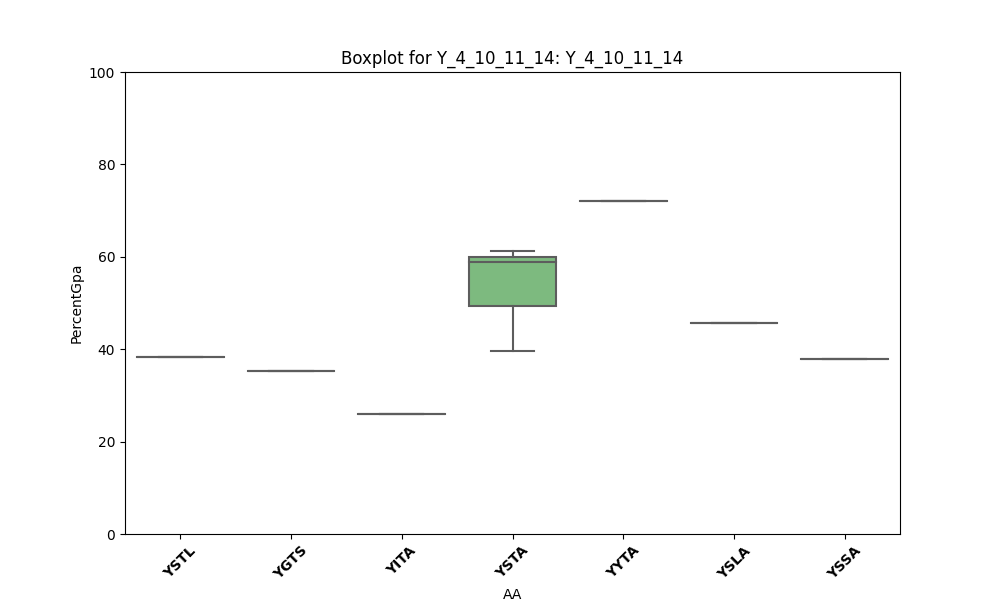 Boxplot for Y_4_10_11_14: Y_4_10_11_14
100
80
60
40
20
0
PercentGpa
YSTL YGTS YITA YSTA YYTA YSLA YSSA
AA